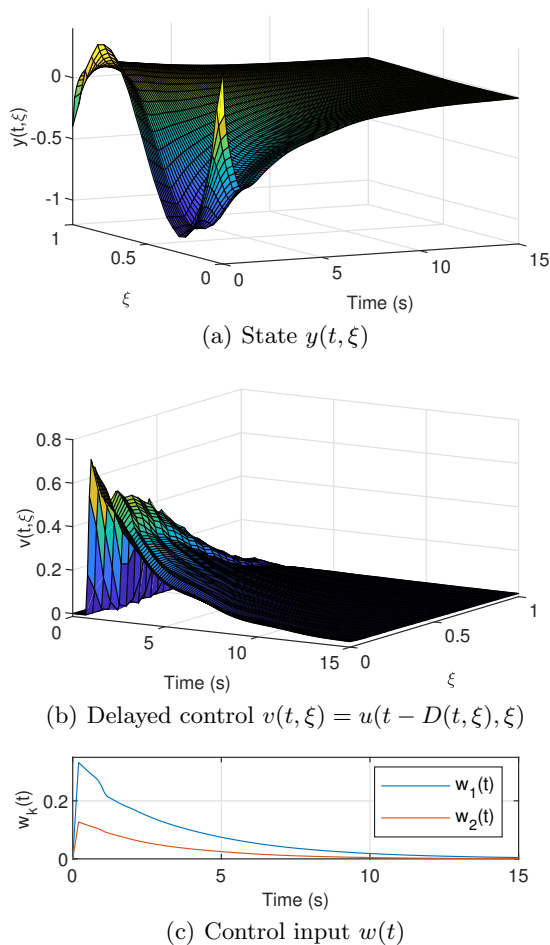 0
-0.5
-1
y(t,ξ)
1
0.5
0
ξ
0
5
10
15
Time (s)
(a) State y(t, ξ)
0.8
0.6
0.4
0.2
0
v(t,ξ)
0
5
10
15
Time (s)
0
0.5
1
ξ
(b) Delayed control v(t, ξ) = u(t − D(t, ξ), ξ)
0.2
0
w_k(t)
w_1(t)
w_2(t)
0
5
10
15
Time (s)
(c) Control input w(t)